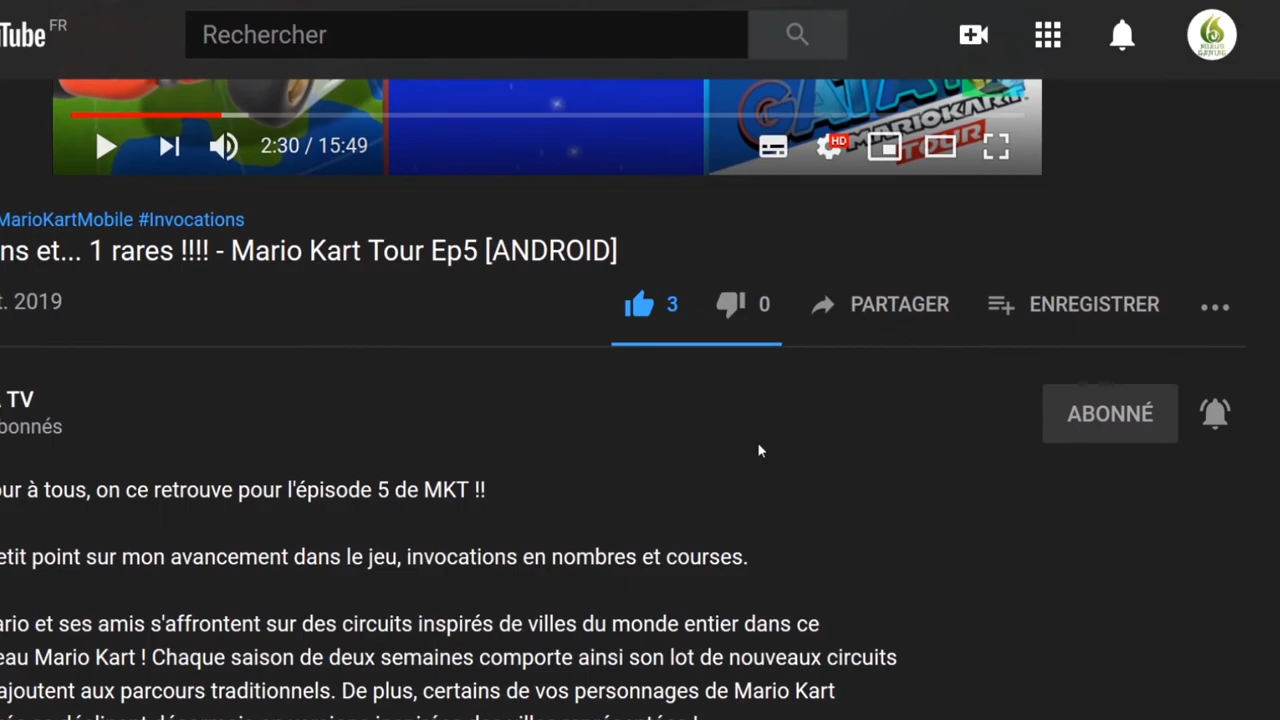 Tube FR
Rechercher
MARIOKART
TOUR
HD
2:30 / 15:49
MarioKartMobile #Invocations
ns et... 1 rares !!!! - Mario Kart Tour Ep5 [ANDROID]
t. 2019
3
0
PARTAGER
ENREGISTRER
TV
bonnés
ABONNÉ
ur à tous, on ce retrouve pour l'épisode 5 de MKT !!
etit point sur mon avancement dans le jeu, invocations en nombres et courses.
ario et ses amis s'affrontent sur des circuits inspirés de villes du monde entier dans ce
eau Mario Kart ! Chaque saison de deux semaines comporte ainsi son lot de nouveaux circuits
ajoutent aux parcours traditionnels. De plus, certains de vos personnages de Mario Kart